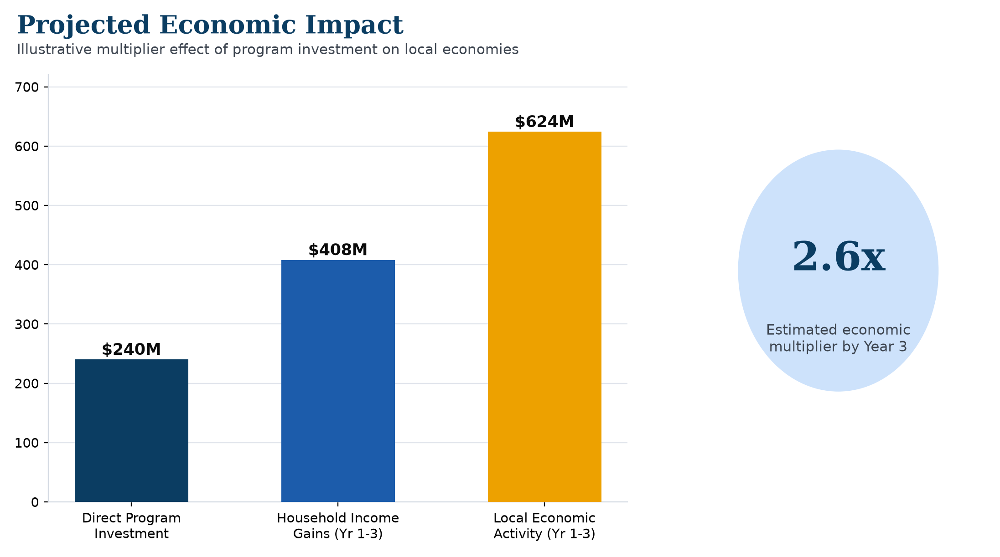 Projected Economic Impact
Illustrative multiplier effect of program investment on local economies
700
600
500
400
300
200
100
0
$240M
$408M
$624M
Direct Program
Investment
Household Income
Gains (Yr 1-3)
Local Economic
Activity (Yr 1-3)
2.6x
Estimated economic
multiplier by Year 3